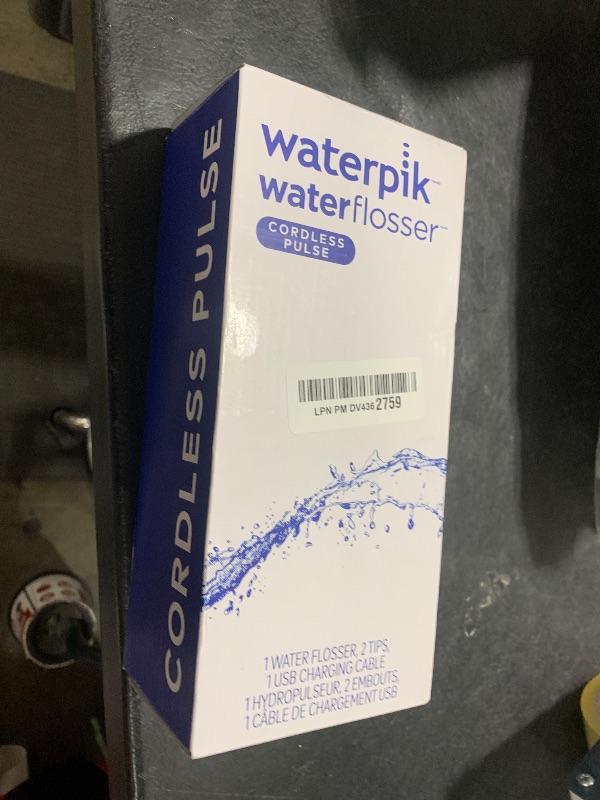 waterpik™
waterflosser™
CORDLESS
PULSE
LPN PM DV436 2759
1 WATER FLOSSER, 2 TIPS,
1 USB CHARGING CABLE
1 HYDROPULSEUR, 2 EMBOUTS,
1 CÂBLE DE CHARGEMENT USB
CORDLESS PULSE